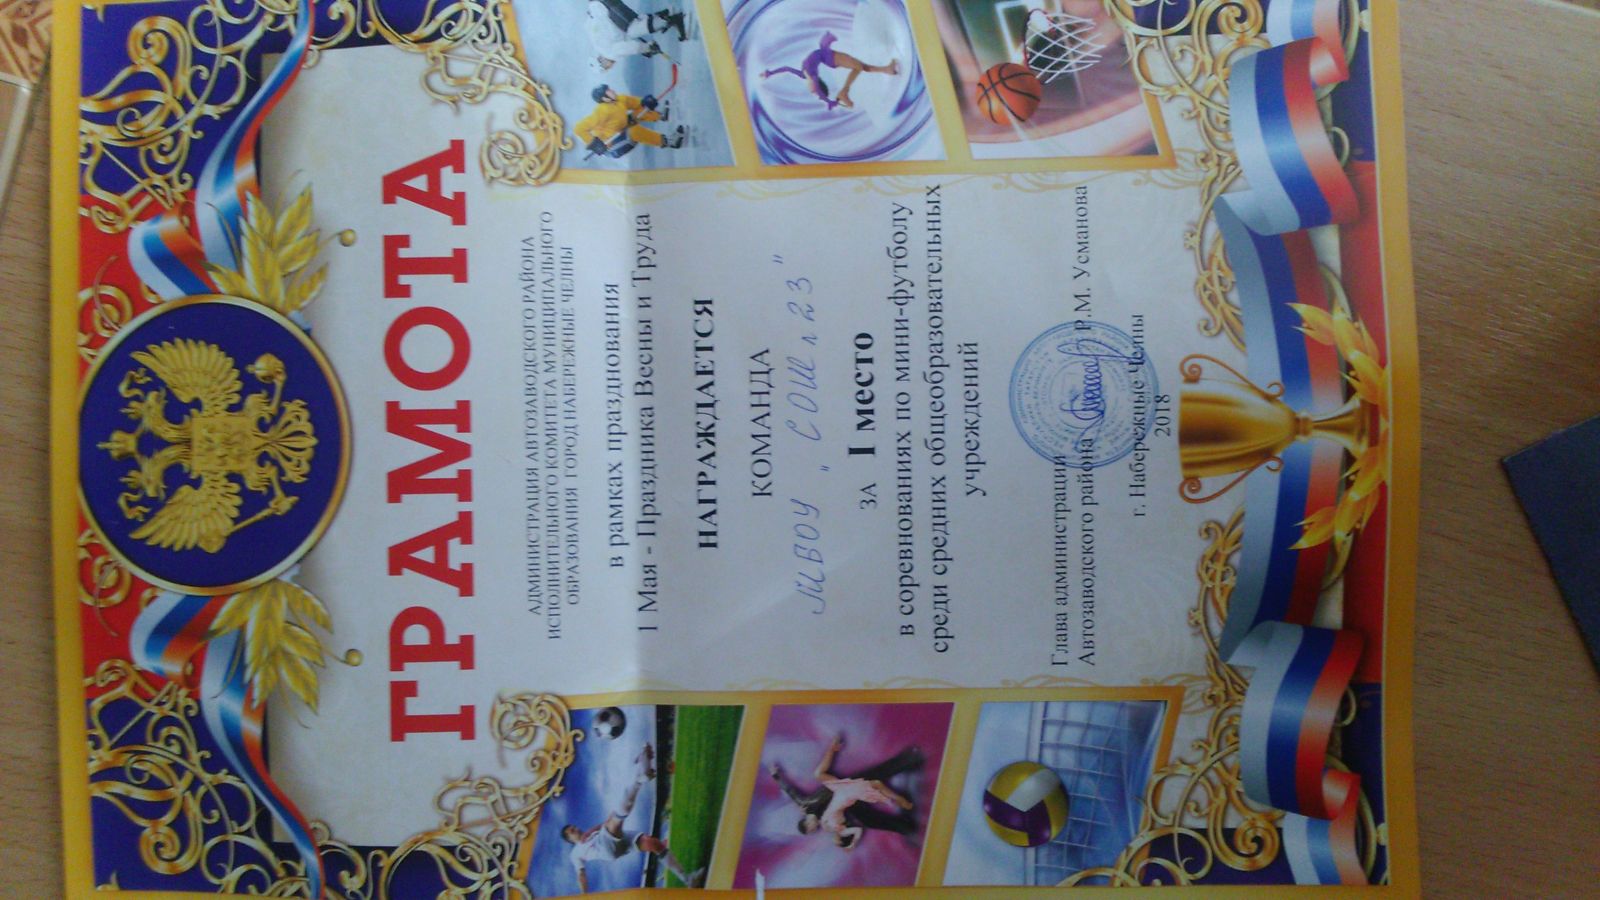 ГРАМОТА
АДМИНИСТРАЦИЯ АВТОЗАВОДСКОГО РАЙОНА
ИСПОЛНИТЕЛЬНОГО КОМИТЕТА МУНИЦИПАЛЬНОГО
ОБРАЗОВАНИЯ ГОРОД НАБЕРЕЖНЫЕ ЧЕЛНЫ
в рамках празднования
1 Мая - Праздника Весны и Труда
НАГРАЖДАЕТСЯ
КОМАНДА
МБОУ „СОШ №23"
ЗА I место
в соревнованиях по мини-футболу
среди средних общеобразовательных
учреждений
Глава администрации
Автозаводского района Р.М. Усманова
г. Набережные Челны
2018